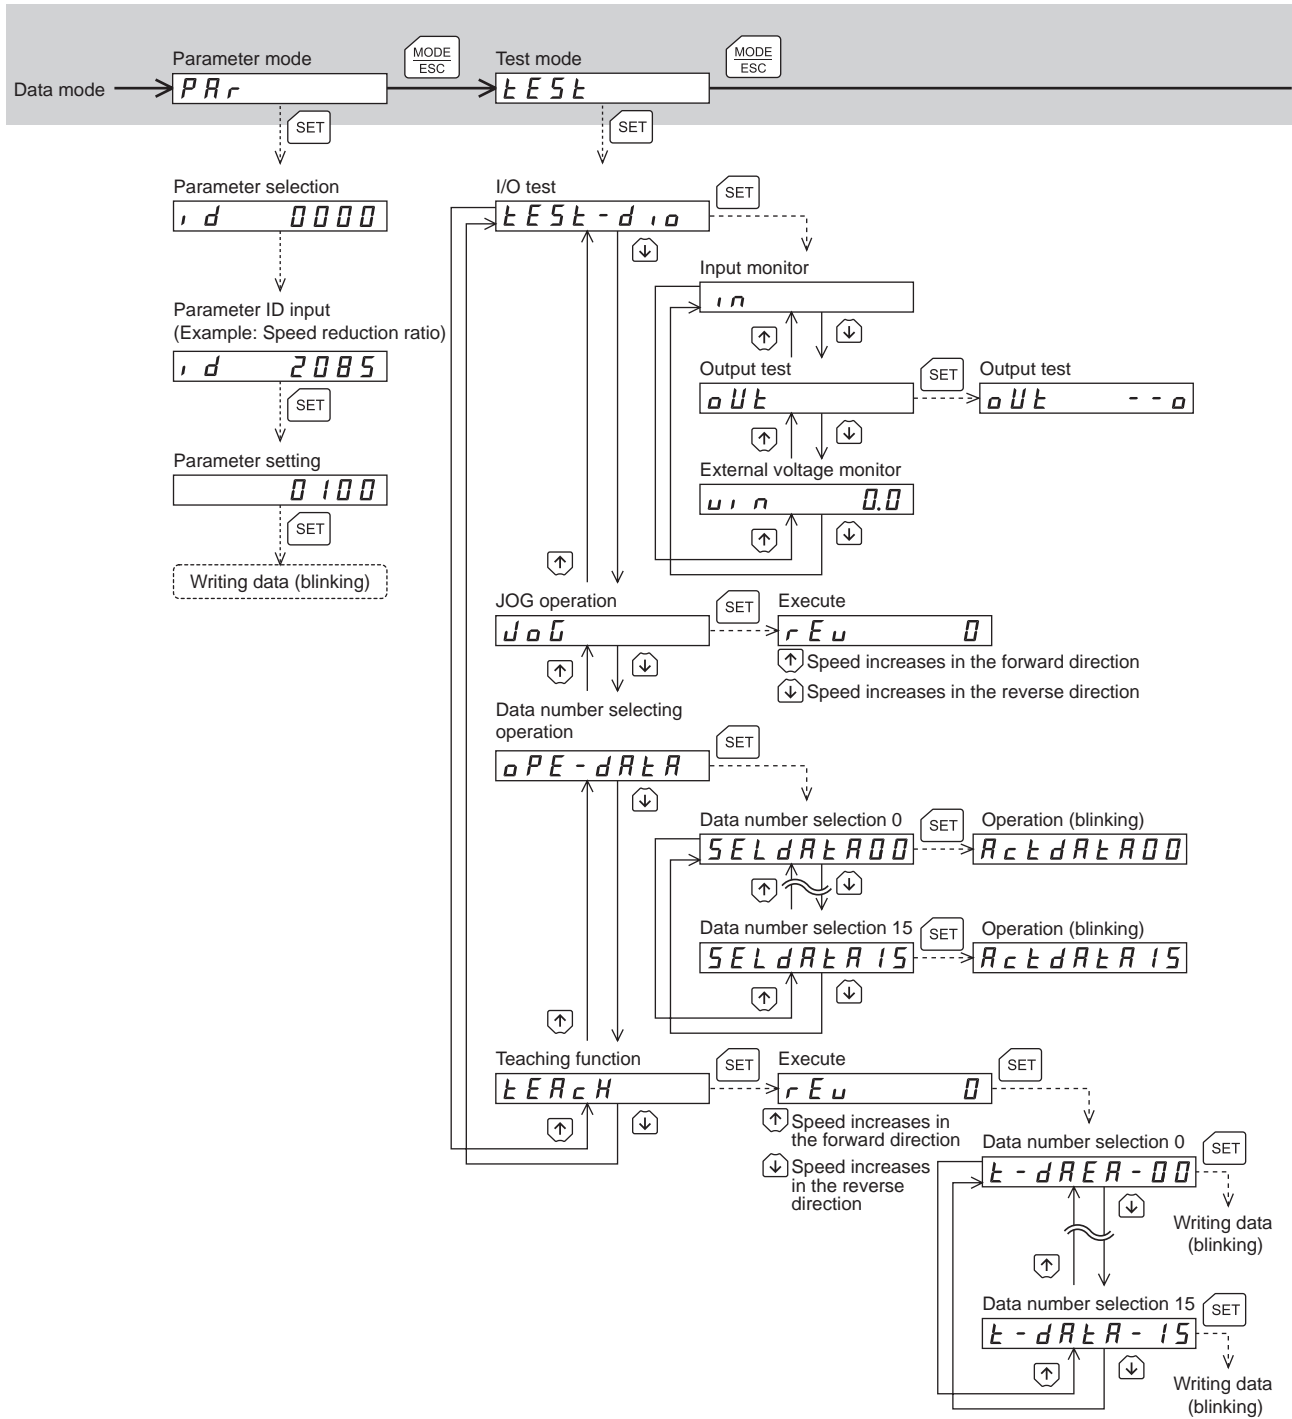 Parameter mode
MODE
ESC
Test mode
MODE
ESC
Data mode
PAr
tESt
SET
SET
Parameter selection
id 0000
I/O test
SET
tESt-dio
Parameter ID input
(Example: Speed reduction ratio)
id 2085
SET
Parameter setting
0100
SET
Writing data (blinking)
Input monitor
in
Output test
SET
Output test
oUt
oUt --o
External voltage monitor
vin 0.0
JOG operation
SET
Execute
JoG
rEv 0
Speed increases in the forward direction
Speed increases in the reverse direction
Data number selecting
operation
SET
oPE-dAtA
Data number selection 0
SET
Operation (blinking)
SELdAtA00
ActdAtA00
Data number selection 15
SET
Operation (blinking)
SELdAtA15
ActdAtA15
Teaching function
SET
Execute
SET
tEAcH
rEv 0
Speed increases in
the forward direction
Speed increases
in the reverse
direction
Data number selection 0
SET
t-dAEA-00
Writing data
(blinking)
Data number selection 15
SET
t-dAtA-15
Writing data
(blinking)